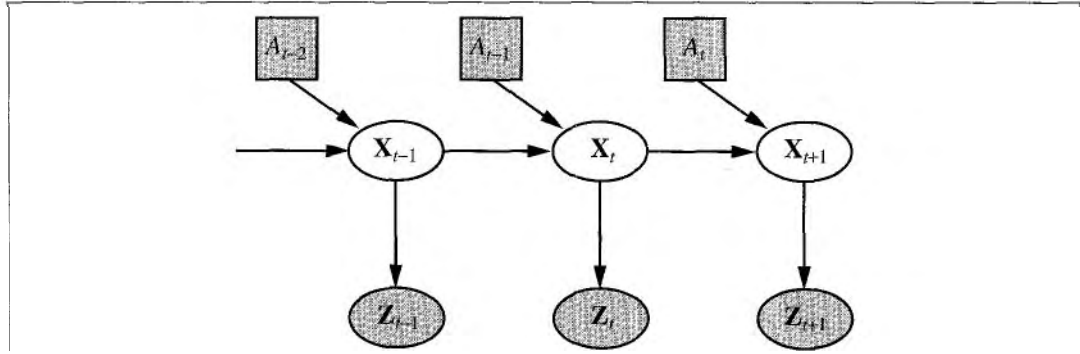 A_{t–2} A_{t–1} A_t
X_{t–1} X_t X_{t+1}
Z_{t–1} Z_t Z_{t+1}